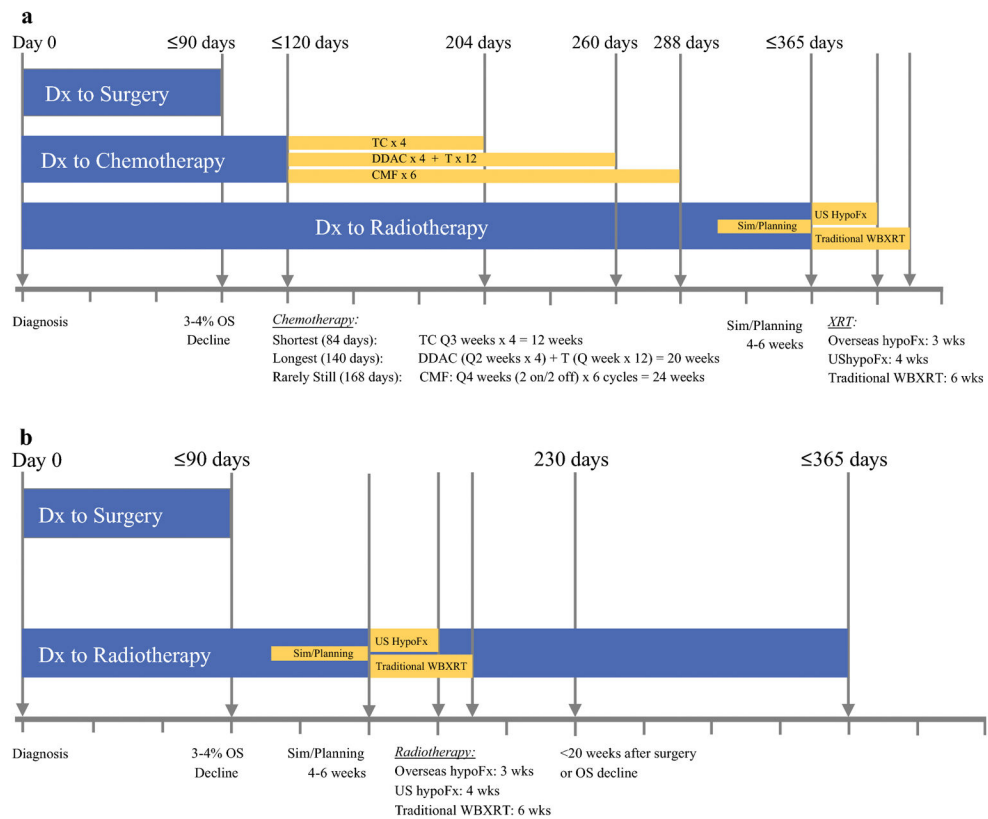 a
Day 0 ≤90 days ≤120 days 204 days 260 days 288 days ≤365 days
Dx to Surgery
Dx to Chemotherapy
TC x 4
DDAC x 4 + T x 12
CMF x 6
Dx to Radiotherapy
Sim/Planning
US HypoFx
Traditional WBXRT
Diagnosis
3-4% OS
Decline
Chemotherapy:
Shortest (84 days): TC Q3 weeks x 4 = 12 weeks
Longest (140 days): DDAC (Q2 weeks x 4) + T (Q week x 12) = 20 weeks
Rarely Still (168 days): CMF: Q4 weeks (2 on/2 off) x 6 cycles = 24 weeks
Sim/Planning
4-6 weeks
XRT:
Overseas hypoFx: 3 wks
UShypoFx: 4 wks
Traditional WBXRT: 6 wks
b
Day 0 ≤90 days 230 days ≤365 days
Dx to Surgery
Dx to Radiotherapy
Sim/Planning
US HypoFx
Traditional WBXRT
Diagnosis
3-4% OS
Decline
Sim/Planning
4-6 weeks
Radiotherapy:
Overseas hypoFx: 3 wks
US hypoFx: 4 wks
Traditional WBXRT: 6 wks
<20 weeks after surgery
or OS decline